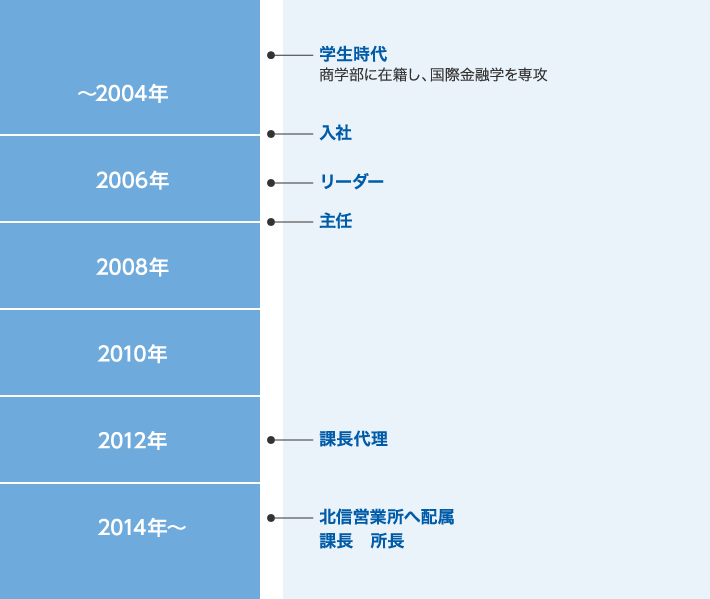 学生時代
商学部に在籍し、国際金融学を専攻
～2004年
入社
2006年
リーダー
主任
2008年
2010年
2012年
課長代理
2014年～
北信営業所へ配属
課長　所長